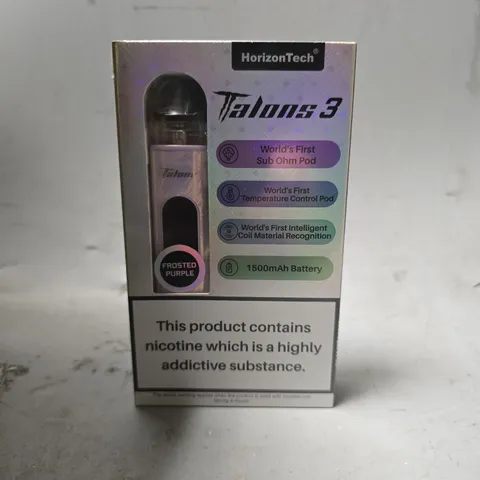 HorizonTech®
Talons 3
World's First
Sub Ohm Pod
World's First
Temperature Control Pod
World's First Intelligent
Coil Material Recognition
1500mAh Battery
Talons
FROSTED
PURPLE
This product contains
nicotine which is a highly
addictive substance.